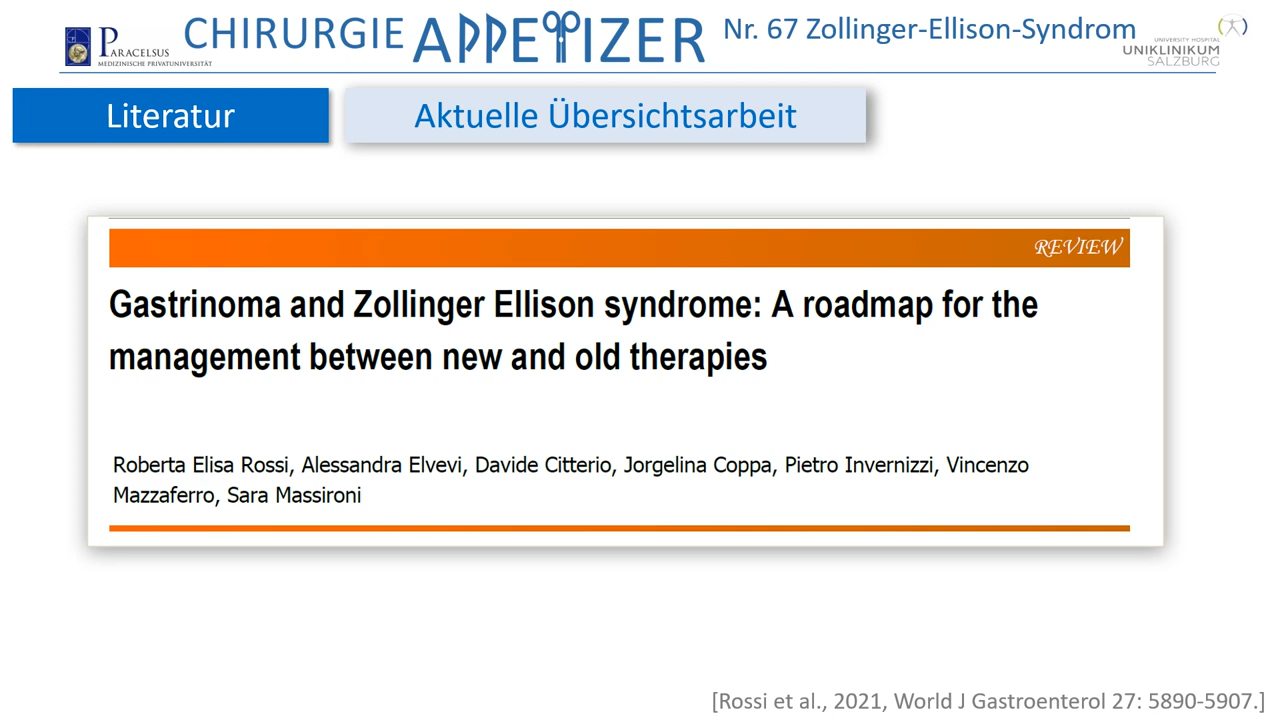 PARACELSUS
MEDIZINISCHE PRIVATUNIVERSITÄT
CHIRURGIE APPETIZER
Nr. 67 Zollinger-Ellison-Syndrom
UNIVERSITY HOSPITAL
UNIKLINIKUM
SALZBURG
Literatur
Aktuelle Übersichtsarbeit
REVIEW
Gastrinoma and Zollinger Ellison syndrome: A roadmap for the
management between new and old therapies
Roberta Elisa Rossi, Alessandra Elvevi, Davide Citterio, Jorgelina Coppa, Pietro Invernizzi, Vincenzo
Mazzaferro, Sara Massironi
[Rossi et al., 2021, World J Gastroenterol 27: 5890-5907.]